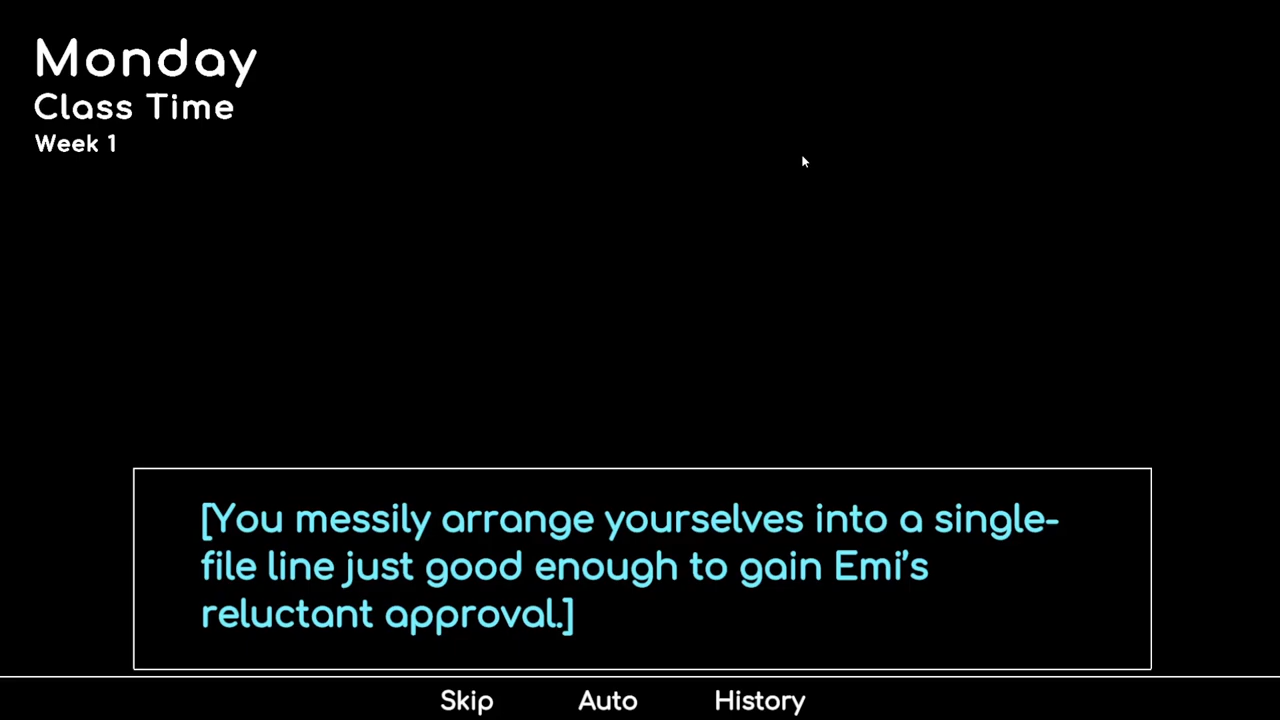 Monday
Class Time
Week 1
[You messily arrange yourselves into a single-
file line just good enough to gain Emi’s
reluctant approval.]
Skip Auto History